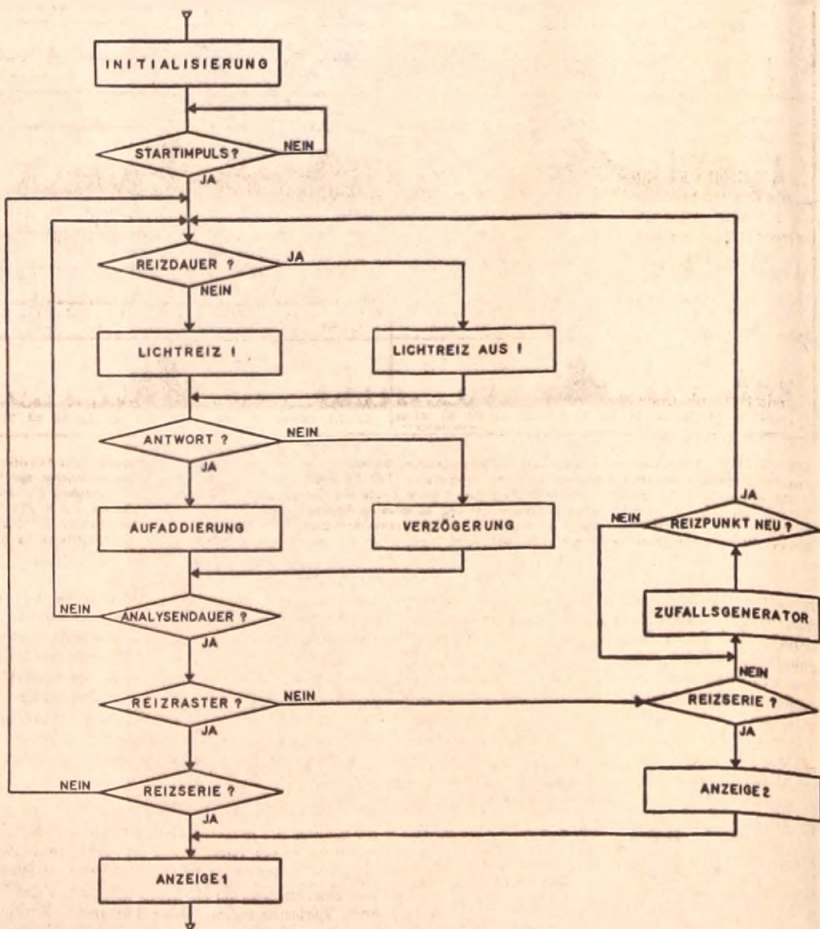 INITIALISIERUNG
STARTIMPULS?
NEIN
JA
REIZDAUER ?
JA
NEIN
LICHTREIZ !
LICHTREIZ AUS !
ANTWORT ?
NEIN
JA
AUFADDIERUNG
VERZÖGERUNG
JA
NEIN
REIZPUNKT NEU ?
ZUFALLSGENERATOR
NEIN
ANALYSENDAUER ?
JA
NEIN
REIZRASTER ?
NEIN
JA
REIZSERIE ?
JA
NEIN
REIZSERIE ?
JA
ANZEIGE 2
ANZEIGE 1